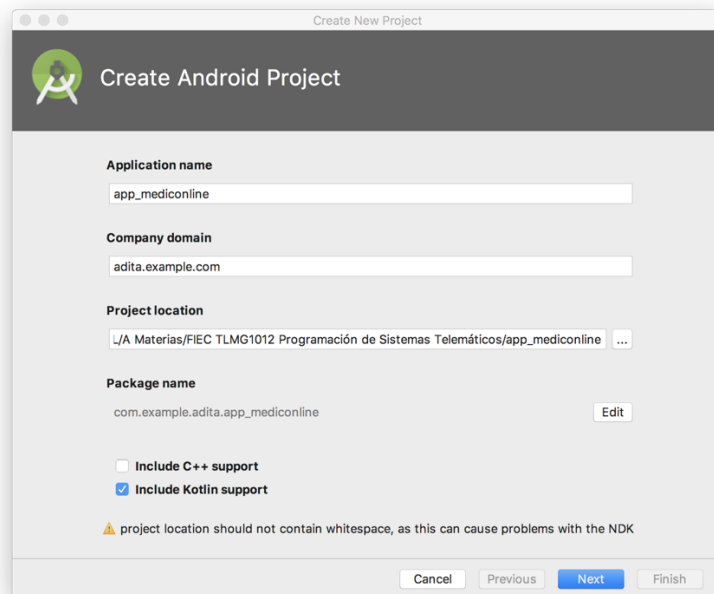 Create New Project
Create Android Project
Application name
app_mediconline
Company domain
adita.example.com
Project location
/A Materias/FIEC TLMG1012 Programación de Sistemas Telemáticos/app_mediconline
...
Package name
com.example.adita.app_mediconline
Edit
Include C++ support
Include Kotlin support
project location should not contain whitespace, as this can cause problems with the NDK
Cancel
Previous
Next
Finish